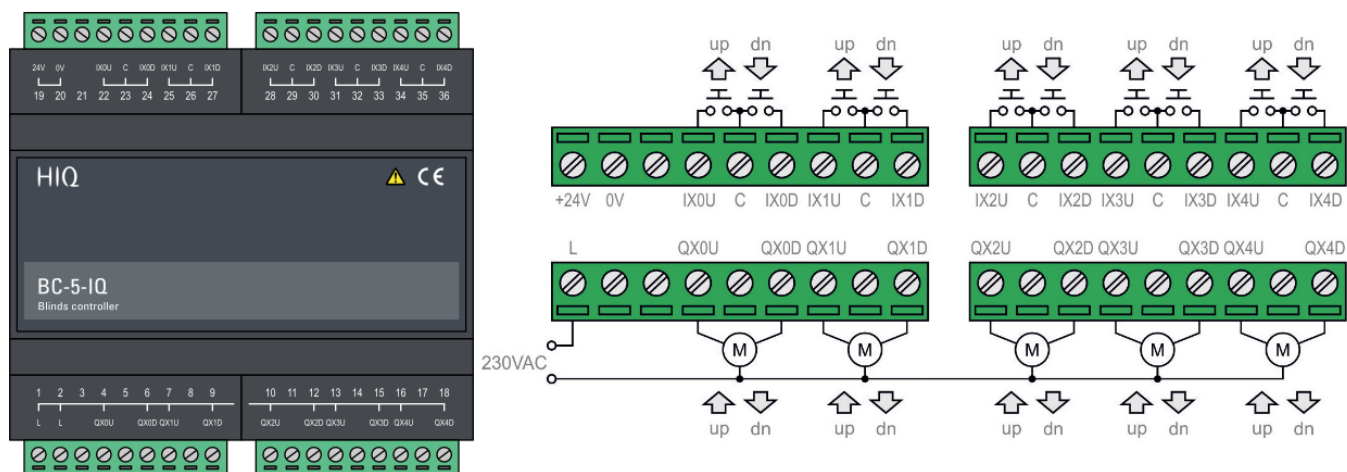 24V 0V IX0U C IX0D IX1U C IX1D IX2U C IX2D IX3U C IX3D IX4U C IX4D
19 20 21 22 23 24 25 26 27 28 29 30 31 32 33 34 35 36
HIQ CE
BC-5-IQ
Blinds controller
1 2 3 4 5 6 7 8 9 10 11 12 13 14 15 16 17 18
L L QX0U QX0D QX1U QX1D QX2U QX2D QX3U QX3D QX4U QX4D
up dn up dn up dn up dn up dn
+24V 0V IX0U C IX0D IX1U C IX1D IX2U C IX2D IX3U C IX3D IX4U C IX4D
L QX0U QX0D QX1U QX1D QX2U QX2D QX3U QX3D QX4U QX4D
230VAC M M M M M
up dn up dn up dn up dn up dn